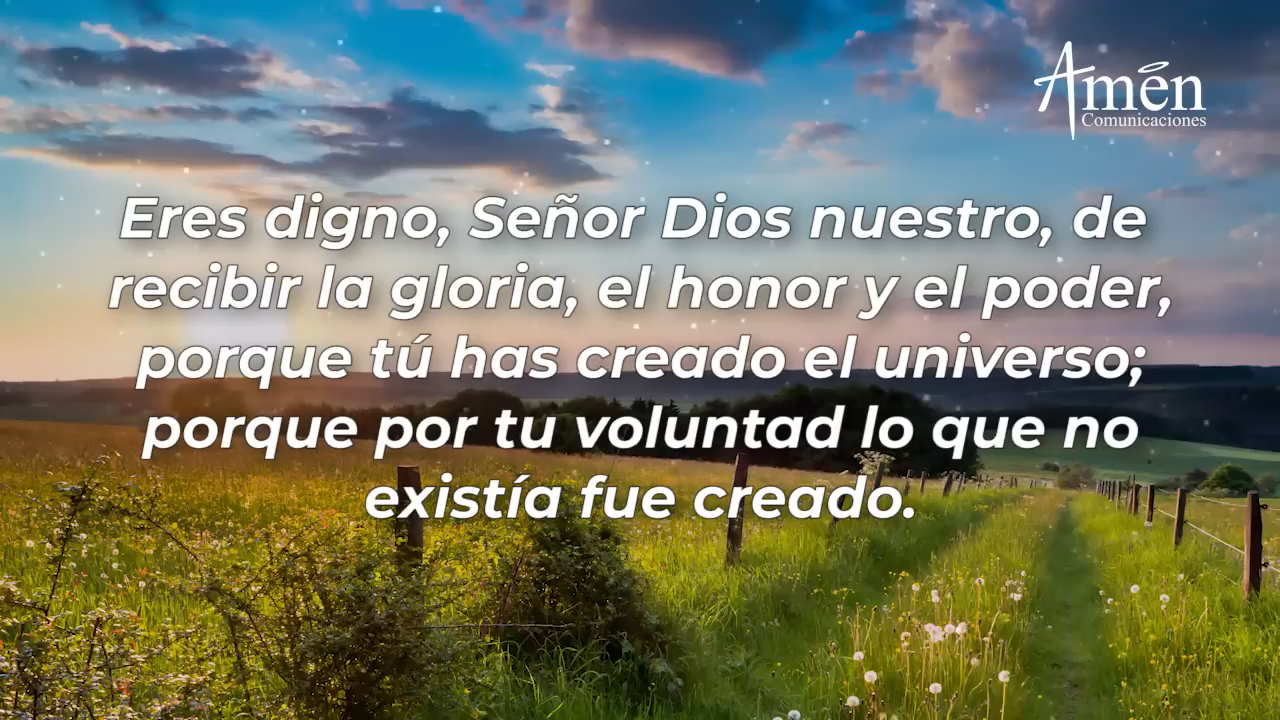 Amén
Comunicaciones
Eres digno, Señor Dios nuestro, de
recibir la gloria, el honor y el poder,
porque tú has creado el universo;
porque por tu voluntad lo que no
existía fue creado.